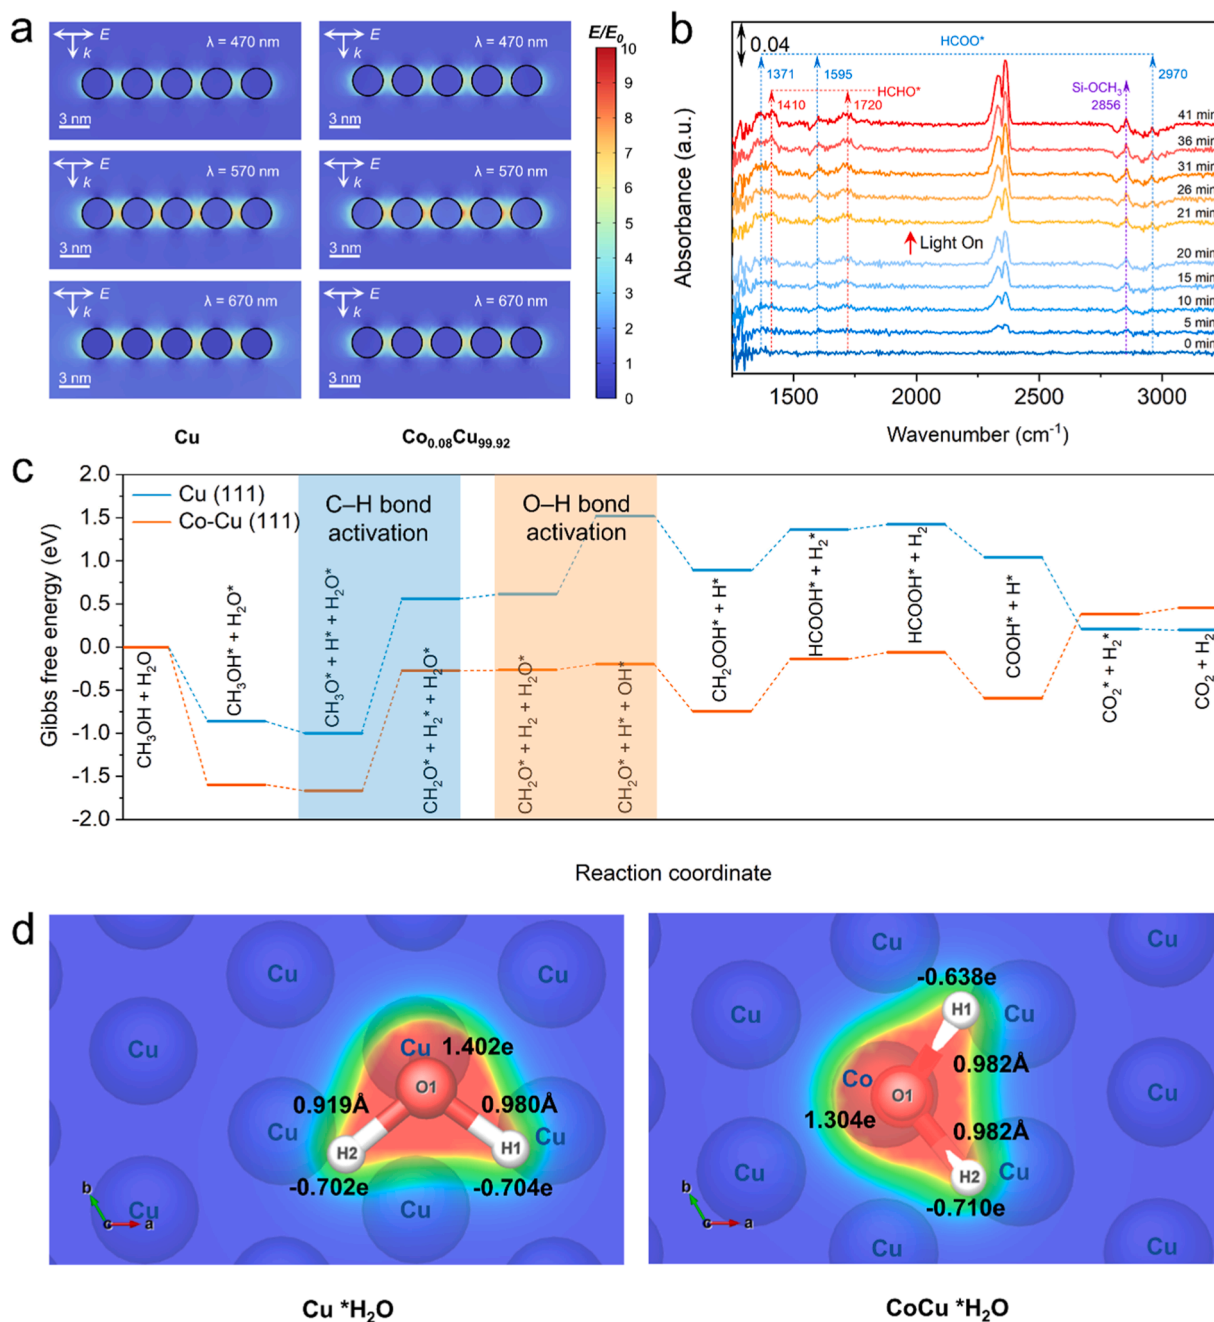 a
E
k
λ = 470 nm
3 nm
E
k
λ = 470 nm
3 nm
E
k
λ = 570 nm
3 nm
E
k
λ = 570 nm
3 nm
E
k
λ = 670 nm
3 nm
E
k
λ = 670 nm
3 nm
E/E₀
10
9
8
7
6
5
4
3
2
1
0
Cu
Co₀.₀₈Cu₉₉.₉₂
b
0.04
HCOO*
1371
1595
2970
HCHO*
1410
1720
Si-OCH₃
2856
41 min
36 min
31 min
26 min
21 min
Light On
20 min
15 min
10 min
5 min
0 min
Absorbance (a.u.)
1500
2000
2500
3000
Wavenumber (cm⁻¹)
c
Gibbs free energy (eV)
2.0
1.5
1.0
0.5
0.0
-0.5
-1.0
-1.5
-2.0
Cu (111)
Co-Cu (111)
C–H bond
activation
O–H bond
activation
CH₃OH + H₂O
CH₃OH* + H₂O*
CH₃O* + H* + H₂O*
CH₂O* + H₂* + H₂O*
CH₂O* + H₂ + H₂O*
CH₂O* + H* + OH*
CH₂OOH* + H*
HCOOH* + H₂*
HCOOH* + H₂
COOH* + H*
CO₂* + H₂*
CO₂ + H₂
Reaction coordinate
d
Cu
Cu
Cu
Cu
1.402e
O1
0.919Å
0.980Å
Cu
Cu
H2
H1
-0.702e
-0.704e
Cu
Cu
b
c
a
Cu *H₂O
Cu
Cu
-0.638e
H1
Cu
Cu
Co
0.982Å
O1
1.304e
0.982Å
Cu
Cu
Cu
H2
-0.710e
b
c
a
Cu
Cu
CoCu *H₂O